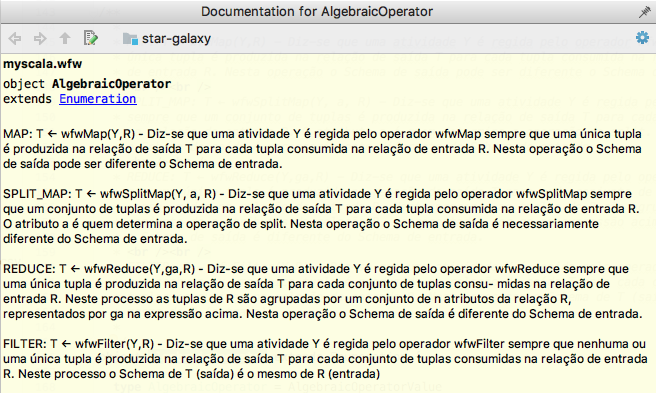 Documentation for AlgebraicOperator
star-galaxy
myscala.wfw
object AlgebraicOperator
extends Enumeration
MAP: T ← wfwMap(Y,R) - Diz-se que uma atividade Y é regida pelo operador wfwMap sempre que uma única tupla
é produzida na relação de saída T para cada tupla consumida na relação de entrada R. Nesta operação o Schema
de saída pode ser diferente o Schema de entrada.
SPLIT_MAP: T ← wfwSplitMap(Y, a, R) - Diz-se que uma atividade Y é regida pelo operador wfwSplitMap sempre
que um conjunto de tuplas é produzida na relação de saída T para cada tupla consumida na relação de entrada R.
O atributo a é quem determina a operação de split. Nesta operação o Schema de saída é necessariamente
diferente do Schema de entrada.
REDUCE: T ← wfwReduce(Y,ga,R) - Diz-se que uma atividade Y é regida pelo operador wfwReduce sempre que
uma única tupla é produzida na relação de saída T para cada conjunto de tuplas consu- midas na relação de
entrada R. Neste processo as tuplas de R são agrupadas por um conjunto de n atributos da relação R,
representados por ga na expressão acima. Nesta operação o Schema de saída é diferente do Schema de entrada.
FILTER: T ← wfwFilter(Y,R) - Diz-se que uma atividade Y é regida pelo operador wfwFilter sempre que nenhuma ou
uma única tupla é produzida na relação de saída T para cada conjunto de tuplas consumidas na relação de entrada
R. Neste processo o Schema de T (saída) é o mesmo de R (entrada)